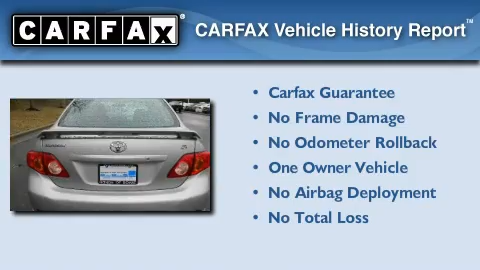 CARFAX® CARFAX Vehicle History Report™
• Carfax Guarantee
• No Frame Damage
• No Odometer Rollback
• One Owner Vehicle
• No Airbag Deployment
• No Total Loss